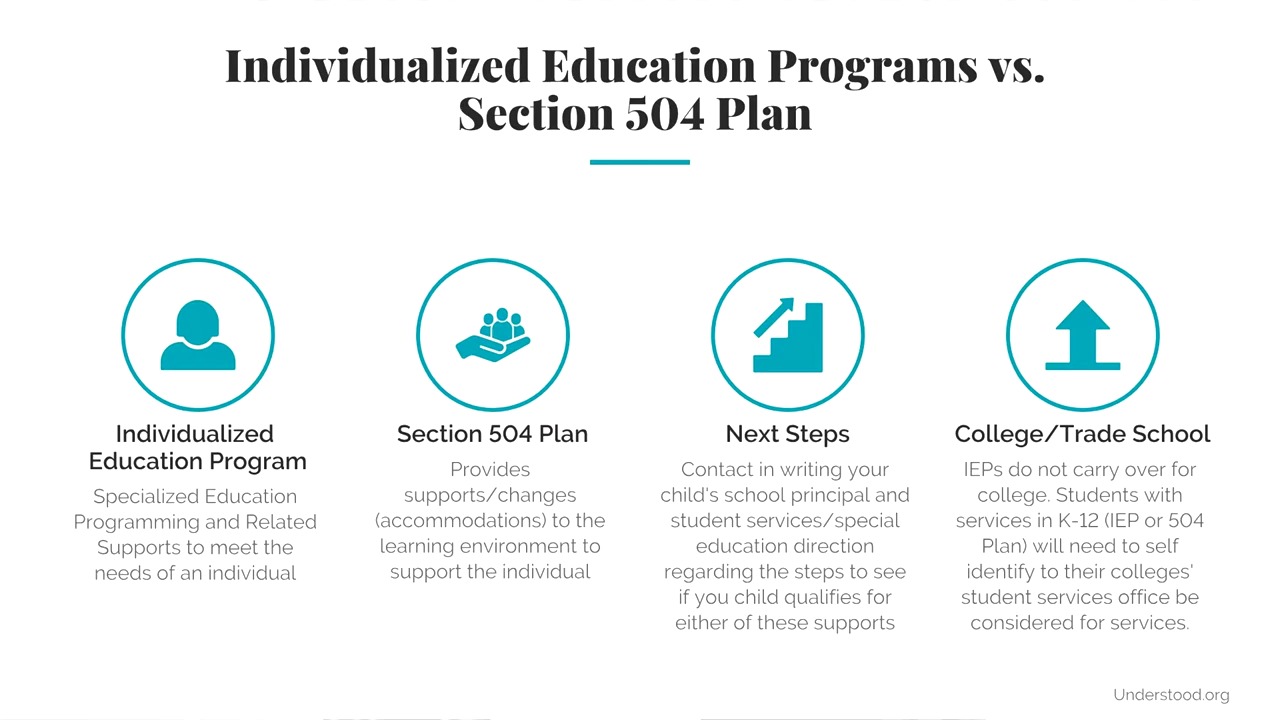 Individualized Education Programs vs.
Section 504 Plan
Individualized
Education Program
Specialized Education
Programming and Related
Supports to meet the
needs of an individual
Section 504 Plan
Provides
supports/changes
(accommodations) to the
learning environment to
support the individual
Next Steps
Contact in writing your
child's school principal and
student services/special
education direction
regarding the steps to see
if you child qualifies for
either of these supports
College/Trade School
IEPs do not carry over for
college. Students with
services in K-12 (IEP or 504
Plan) will need to self
identify to their colleges'
student services office be
considered for services.
Understood.org